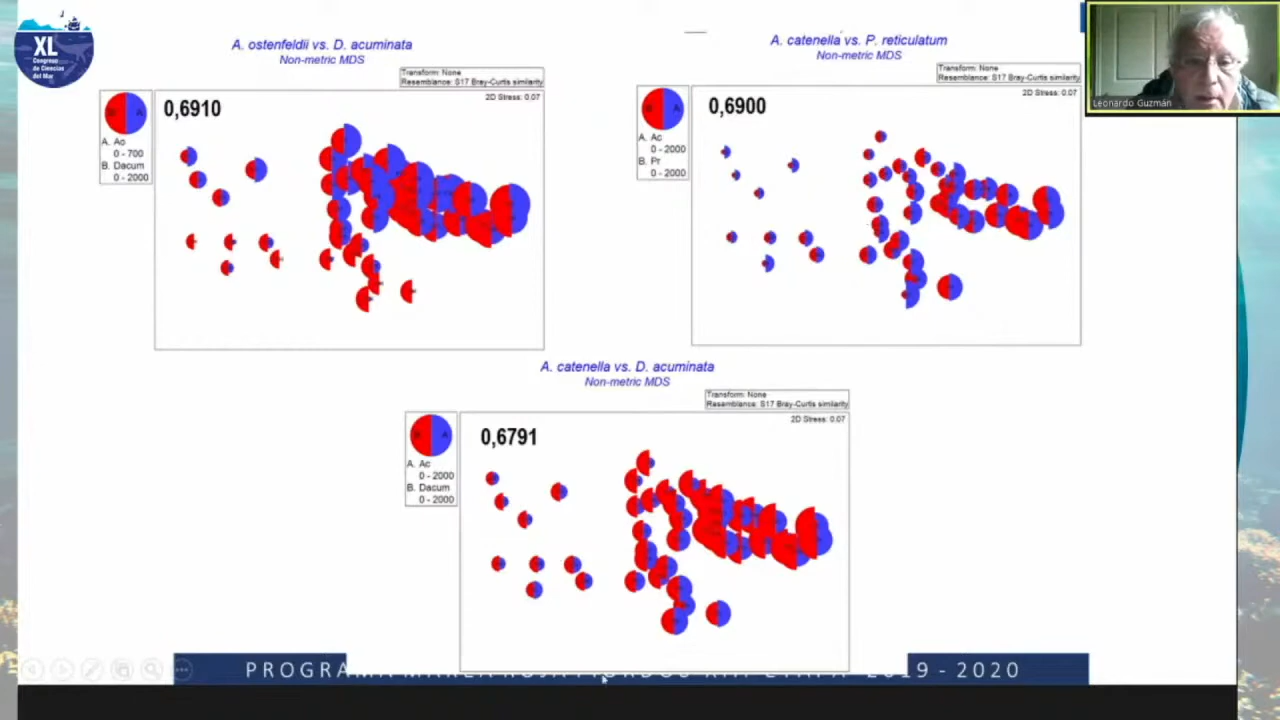 XL
Congreso
de Ciencias
del Mar
A. ostenfeldii vs. D. acuminata
Non-metric MDS
Transform: None
Resemblance: S17 Bray-Curtis similarity
2D Stress: 0.07
0,6910
B A
A. Ao
0 - 700
B. Dacum
0 - 2000
A. catenella vs. P. reticulatum
Non-metric MDS
Transform: None
Resemblance: S17 Bray-Curtis similarity
2D Stress: 0.07
0,6900
B A
A. Ac
0 - 2000
B. Pr
0 - 2000
Leonardo Guzmán
A. catenella vs. D. acuminata
Non-metric MDS
Transform: None
Resemblance: S17 Bray-Curtis similarity
2D Stress: 0.07
0,6791
B A
A. Ac
0 - 2000
B. Dacum
0 - 2000
PROGRAMA 2019 - 2020